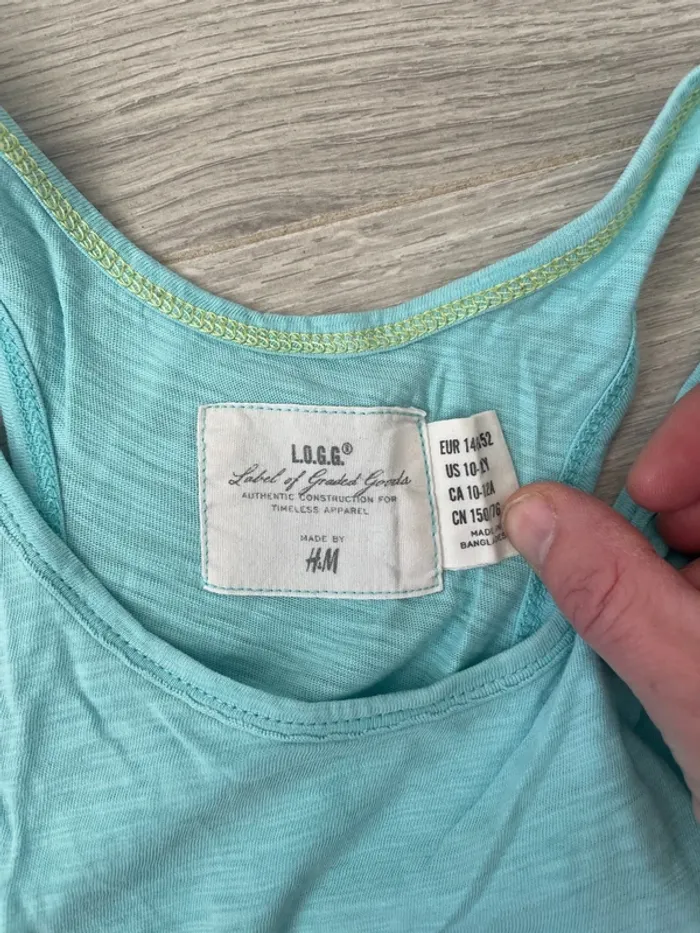 L.O.G.G.®
Label of Graded Goods
AUTHENTIC CONSTRUCTION FOR
TIMELESS APPAREL
MADE BY
H&M
EUR 146/152
US 10-12Y
CA 10-12A
CN 150/76
MADE IN